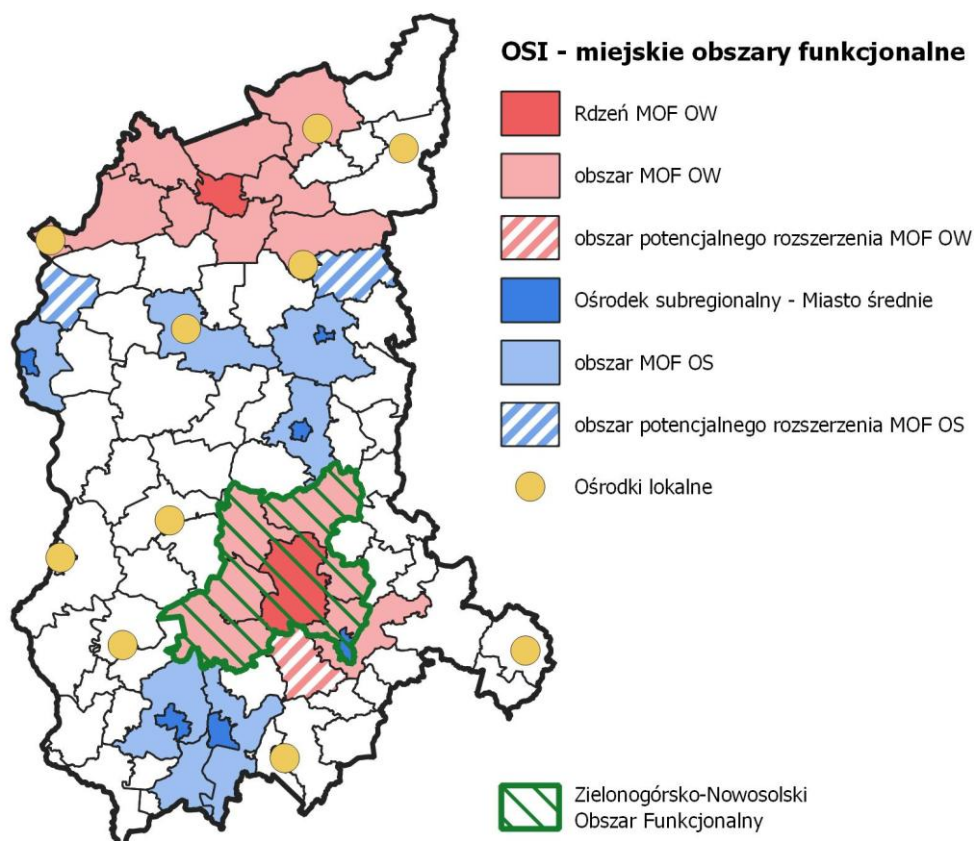 OSI - miejskie obszary funkcjonalne
Rdzeń MOF OW
obszar MOF OW
obszar potencjalnego rozszerzenia MOF OW
Ośrodek subregionalny - Miasto średnie
obszar MOF OS
obszar potencjalnego rozszerzenia MOF OS
Ośrodki lokalne
Zielonogórsko-Nowosolski
Obszar Funkcjonalny